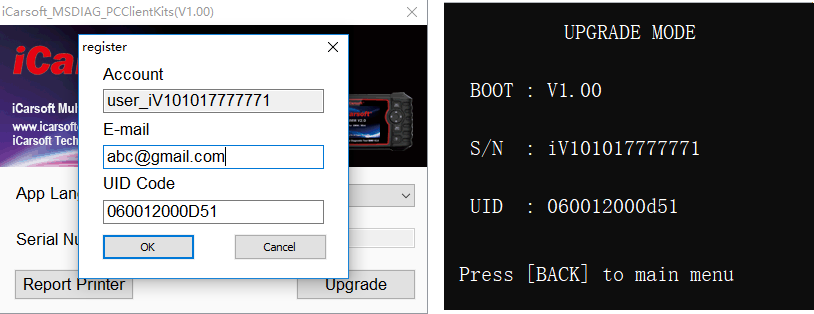 iCarsoft_MSDIAG_PCClientKits(V1.00)
iCar
iCarsoft Mul
www.icarsoft
iCarsoft Tech
register
Account
user_iV101017777771
E-mail
abc@gmail.com
UID Code
060012000D51
OK
Cancel
App Lan
Serial Nu
Report Printer
Upgrade
UPGRADE MODE
BOOT : V1.00
S/N : iV101017777771
UID : 060012000d51
Press [BACK] to main menu